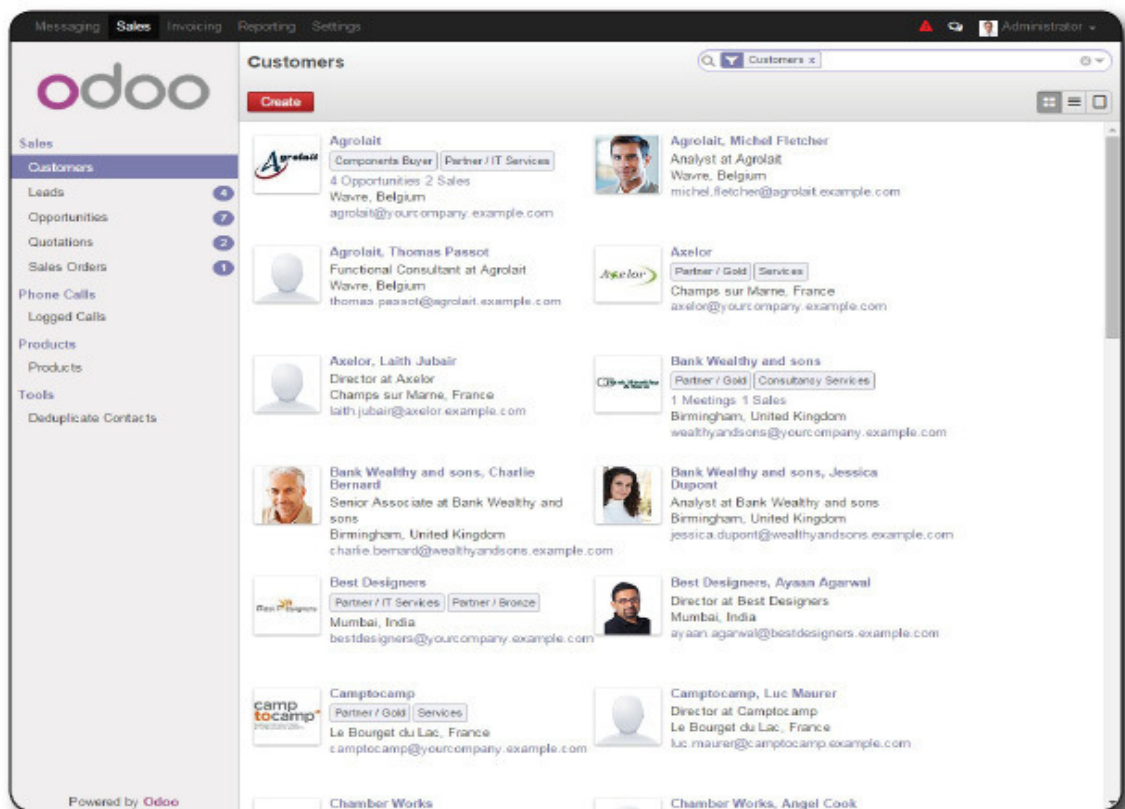 Messaging Sales Invoicing Reporting Settings
Administrator
odoo
Customers
Customers x
Create
Sales
Customers
Leads 4
Opportunities 7
Quotations 2
Sales Orders 1
Phone Calls
Logged Calls
Products
Products
Tools
Deduplicate Contacts
Powered by Odoo
Agrolait
Agrolait
Components Buyer Partner / IT Services
4 Opportunities 2 Sales
Wavre, Belgium
agrolait@yourcompany.example.com
Agrolait, Michel Fletcher
Analyst at Agrolait
Wavre, Belgium
michel.fletcher@agrolait.example.com
Agrolait, Thomas Passot
Functional Consultant at Agrolait
Wavre, Belgium
thomas.passot@agrolait.example.com
Axelor
Axelor
Partner / Gold Services
Champs sur Marne, France
axelor@yourcompany.example.com
Axelor, Laith Jubair
Director at Axelor
Champs sur Marne, France
laith.jubair@axelor.example.com
Bank Wealthy and sons
Partner / Gold Consultancy Services
1 Meetings 1 Sales
Birmingham, United Kingdom
wealthyandsons@yourcompany.example.com
Bank Wealthy and sons, Charlie
Bernard
Senior Associate at Bank Wealthy and
sons
Birmingham, United Kingdom
charlie.bernard@wealthyandsons.example.com
Bank Wealthy and sons, Jessica
Dupont
Analyst at Bank Wealthy and sons
Birmingham, United Kingdom
jessica.dupont@wealthyandsons.example.com
Best Designers
Best Designers
Partner / IT Services Partner / Bronze
Mumbai, India
bestdesigners@yourcompany.example.com
Best Designers, Ayaan Agarwal
Director at Best Designers
Mumbai, India
ayaan.agarwal@bestdesigners.example.com
camp
tocamp
Camptocamp
Partner / Gold Services
Le Bourget du Lac, France
camptocamp@yourcompany.example.com
Camptocamp, Luc Maurer
Director at Camptocamp
Le Bourget du Lac, France
luc.maurer@camptocamp.example.com
Chamber Works
Chamber Works, Angel Cook